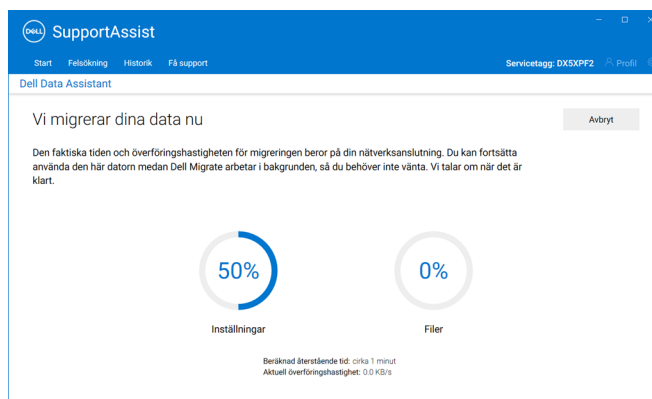 DELL SupportAssist
Start Felsökning Historik Få support Servicetagg: DX5XPF2 Profil
Dell Data Assistant
Vi migrerar dina data nu Avbryt
Den faktiska tiden och överföringshastigheten för migreringen beror på din nätverksanslutning. Du kan fortsätta
använda den här datorn medan Dell Migrate arbetar i bakgrunden, så du behöver inte vänta. Vi talar om när det är
klart.
50% 0%
Inställningar Filer
Beräknad återstående tid: cirka 1 minut
Aktuell överföringshastighet: 0.0 KB/s